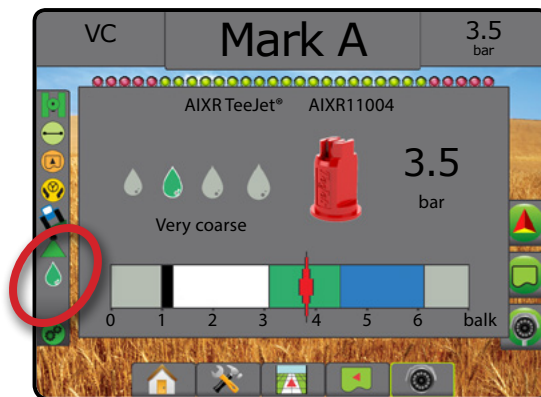 VC
Mark A
3.5
bar
AIXR TeeJet® AIXR11004
3.5
bar
Very coarse
0 1 2 3 4 5 6 balk